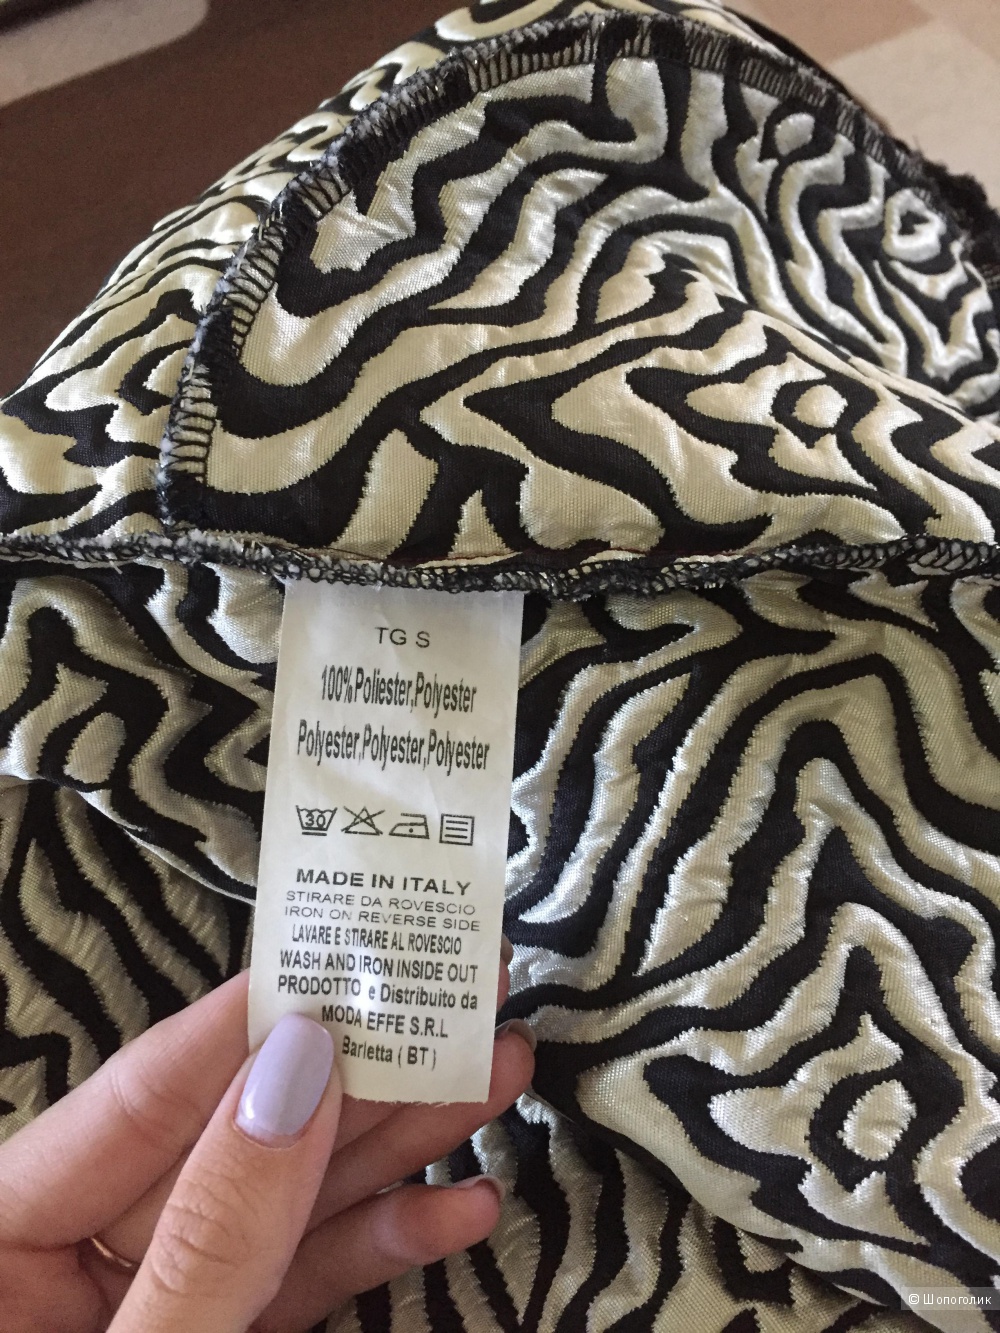 TG S
100% Poliester,Polyester
Polyester,Polyester,Polyester
30
MADE IN ITALY
STIRARE DA ROVESCIO
IRON ON REVERSE SIDE
LAVARE E STIRARE AL ROVESCIO
WASH AND IRON INSIDE OUT
PRODOTTO e Distribuito da
MODA EFFE S.R.L
Barletta ( BT )
© Шопоголик